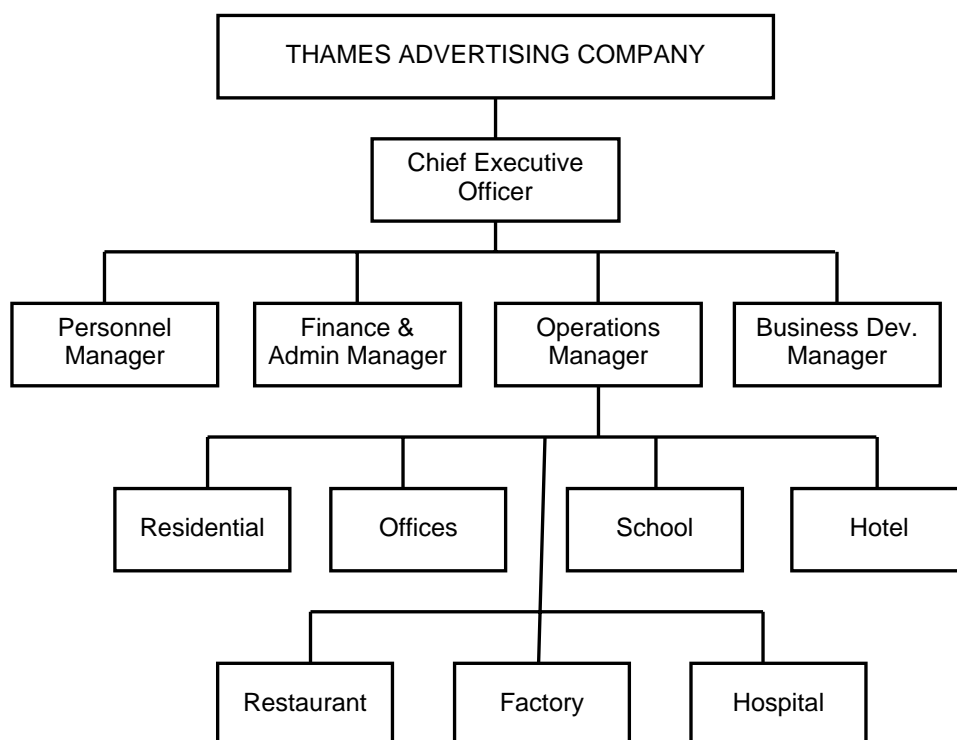 THAMES ADVERTISING COMPANY
Chief Executive
Officer
Personnel
Manager
Finance &
Admin Manager
Operations
Manager
Business Dev.
Manager
Residential
Offices
School
Hotel
Restaurant
Factory
Hospital